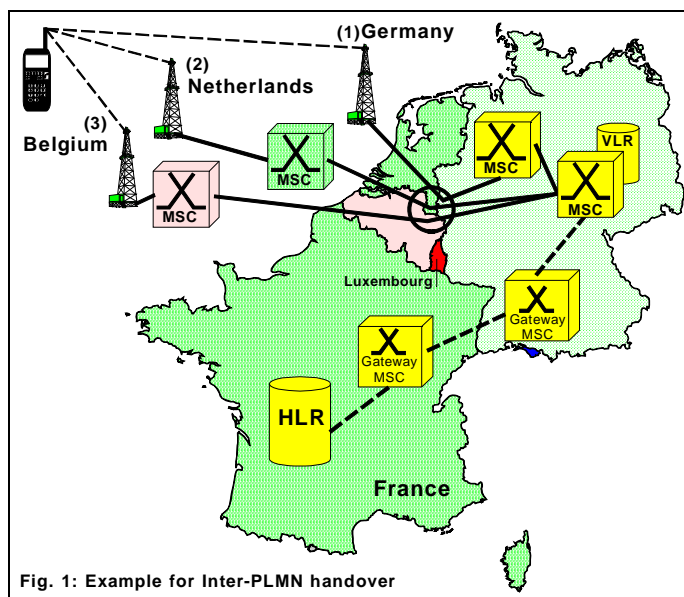 (1)Germany
(2)
Netherlands
(3)
Belgium
MSC
MSC
MSC
VLR
MSC
Luxembourg
Gateway
MSC
Gateway
MSC
HLR
France
Fig. 1: Example for Inter-PLMN handover